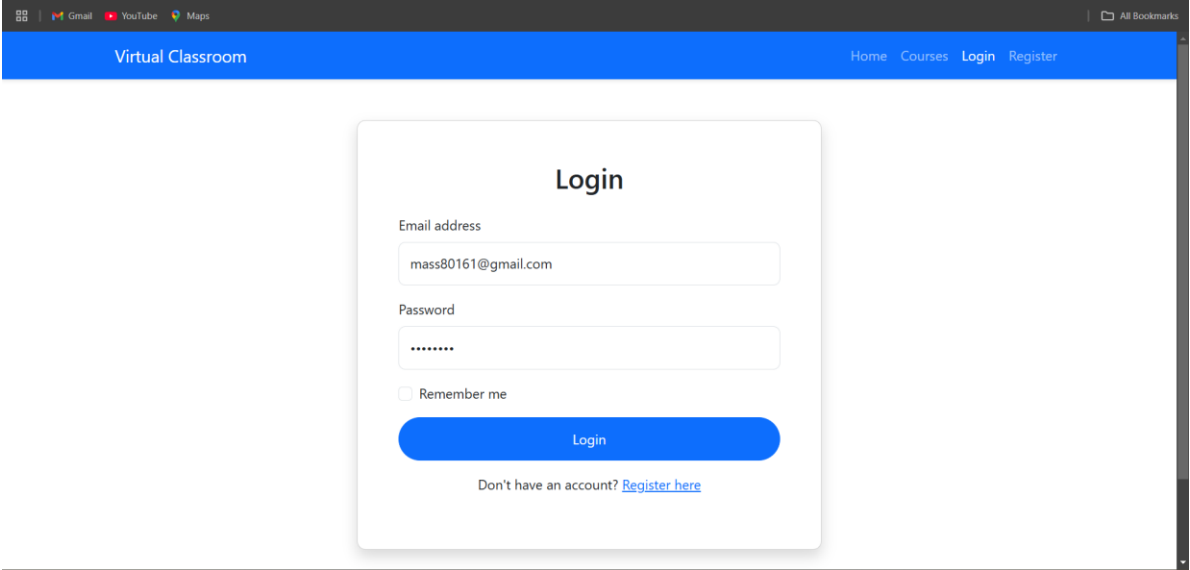 Gmail YouTube Maps All Bookmarks
Virtual Classroom Home Courses Login Register
Login
Email address
mass80161@gmail.com
Password
••••••••
Remember me
Login
Don't have an account? Register here